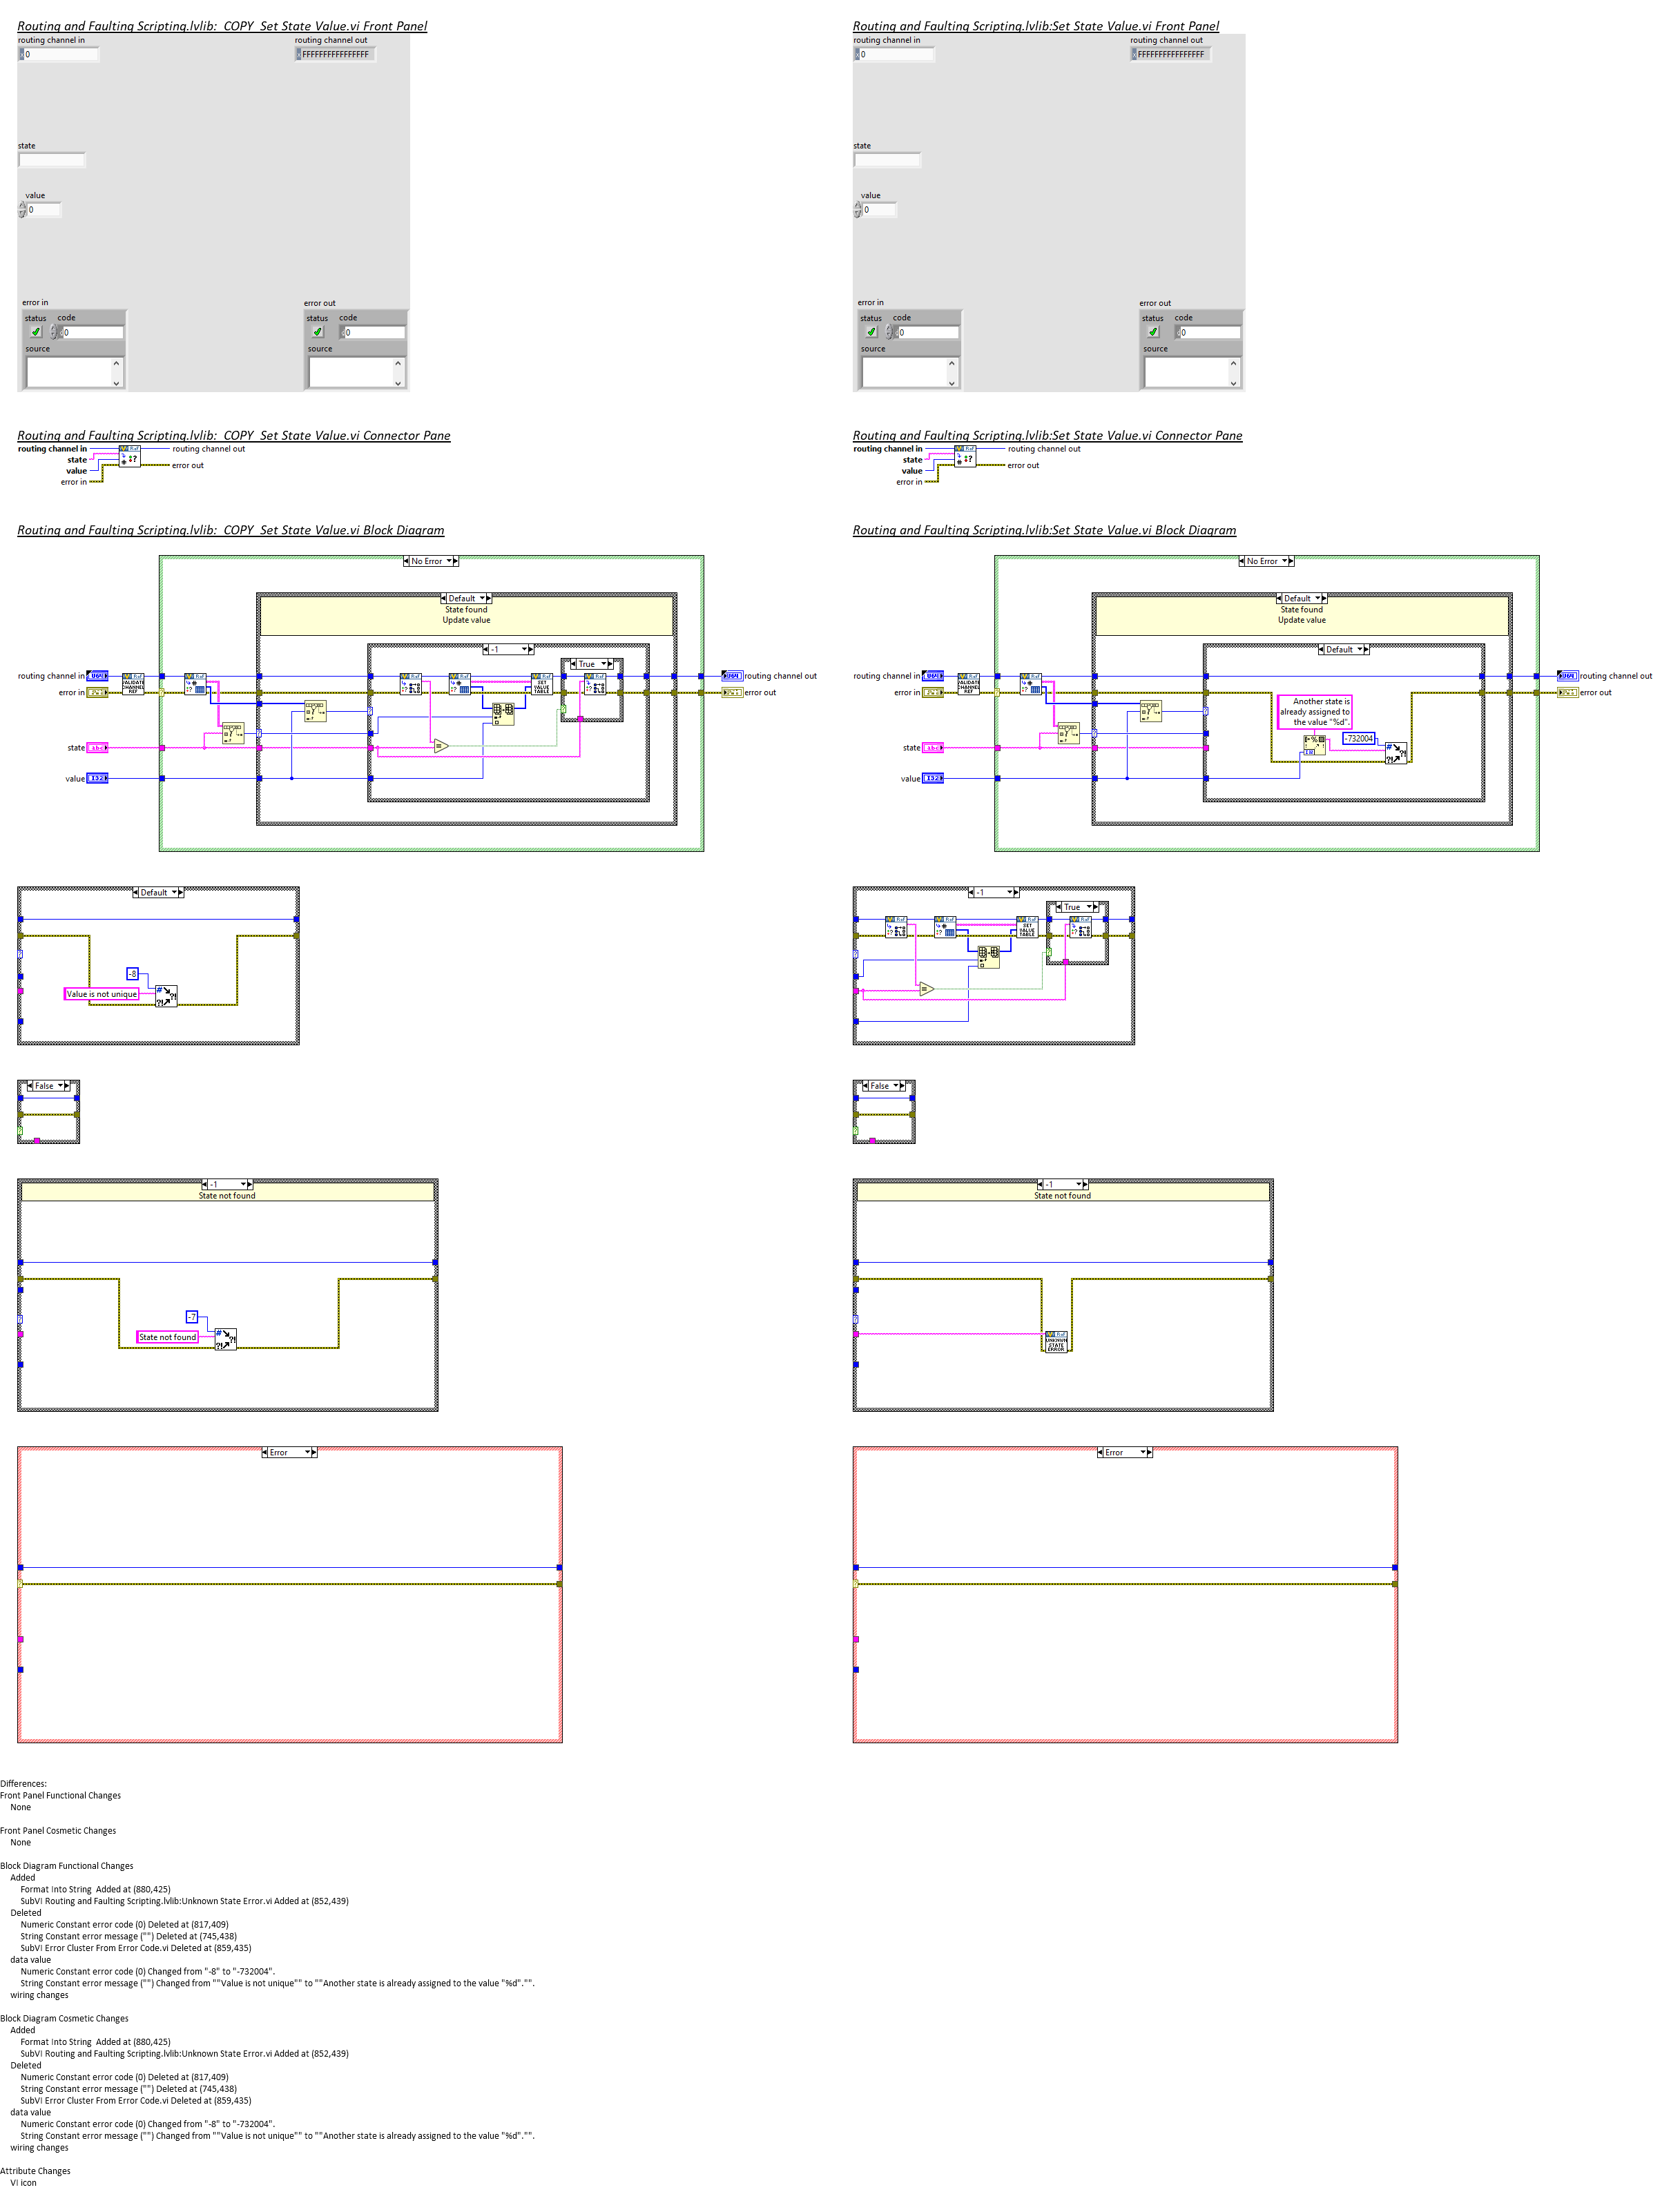 Routing and Faulting Scripting.lvlib:  COPY  Set State Value.vi Front Panel
routing channel in
0
routing channel out
FFFFFFFFFFFFFFFF
state
value
0
error in
status
code
0
source
error out
status
code
0
source
Routing and Faulting Scripting.lvlib:Set State Value.vi Front Panel
routing channel in
0
routing channel out
FFFFFFFFFFFFFFFF
state
value
0
error in
status
code
0
source
error out
status
code
0
source
Routing and Faulting Scripting.lvlib:  COPY  Set State Value.vi Connector Pane
routing channel in
state
value
error in
routing channel out
error out
Routing and Faulting Scripting.lvlib:Set State Value.vi Connector Pane
routing channel in
state
value
error in
routing channel out
error out
Routing and Faulting Scripting.lvlib:  COPY  Set State Value.vi Block Diagram
No Error
Default
State found
Update value
-1
True
routing channel in
error in
state
value
VALIDATE
CHANNEL
REF
SET
VALUE
TABLE
abc
I32
routing channel out
error out
Routing and Faulting Scripting.lvlib:Set State Value.vi Block Diagram
No Error
Default
State found
Update value
Default
routing channel in
error in
state
value
VALIDATE
CHANNEL
REF
abc
I32
Another state is
already assigned to
the value "%d".
-732004
routing channel out
error out
Default
-8
Value is not unique
-1
True
SET
VALUE
TABLE
False
False
-1
State not found
-7
State not found
-1
State not found
UNKNOWN
STATE
ERROR
Error
Error
Differences:
Front Panel Functional Changes
None
Front Panel Cosmetic Changes
None
Block Diagram Functional Changes
Added
Format Into String  Added at (880,425)
SubVI Routing and Faulting Scripting.lvlib:Unknown State Error.vi Added at (852,439)
Deleted
Numeric Constant error code (0) Deleted at (817,409)
String Constant error message ("") Deleted at (745,438)
SubVI Error Cluster From Error Code.vi Deleted at (859,435)
data value
Numeric Constant error code (0) Changed from "-8" to "-732004".
String Constant error message ("") Changed from ""Value is not unique"" to ""Another state is already assigned to the value "%d"."".
wiring changes
Block Diagram Cosmetic Changes
Added
Format Into String  Added at (880,425)
SubVI Routing and Faulting Scripting.lvlib:Unknown State Error.vi Added at (852,439)
Deleted
Numeric Constant error code (0) Deleted at (817,409)
String Constant error message ("") Deleted at (745,438)
SubVI Error Cluster From Error Code.vi Deleted at (859,435)
data value
Numeric Constant error code (0) Changed from "-8" to "-732004".
String Constant error message ("") Changed from ""Value is not unique"" to ""Another state is already assigned to the value "%d"."".
wiring changes
Attribute Changes
VI icon